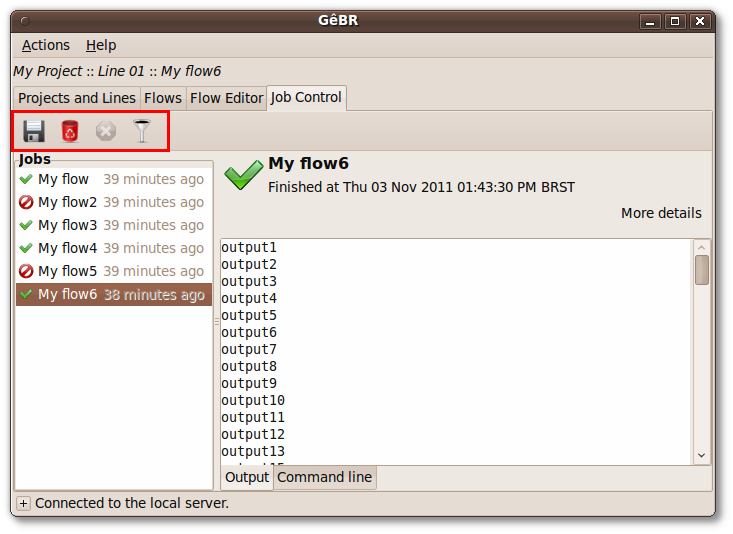 GêBR
Actions Help
My Project :: Line 01 :: My flow6
Projects and Lines Flows Flow Editor Job Control
Jobs
My flow 39 minutes ago
My flow2 39 minutes ago
My flow3 39 minutes ago
My flow4 39 minutes ago
My flow5 39 minutes ago
My flow6 38 minutes ago
My flow6
Finished at Thu 03 Nov 2011 01:43:30 PM BRST
More details
output1
output2
output3
output4
output5
output6
output7
output8
output9
output10
output11
output12
output13
Output Command line
+ Connected to the local server.